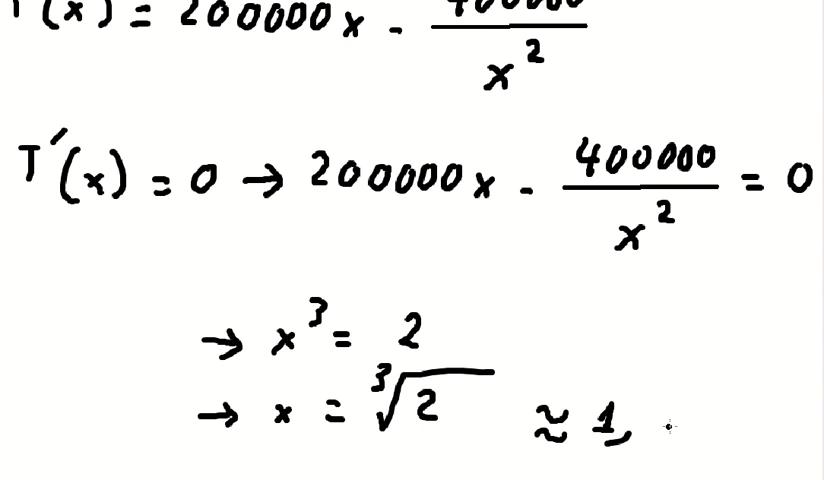 T'(x) = 200000x - 400000/x²
T'(x) = 0 → 200000x - 400000/x² = 0
→ x³ = 2
→ x = ∛2 ≈ 1,